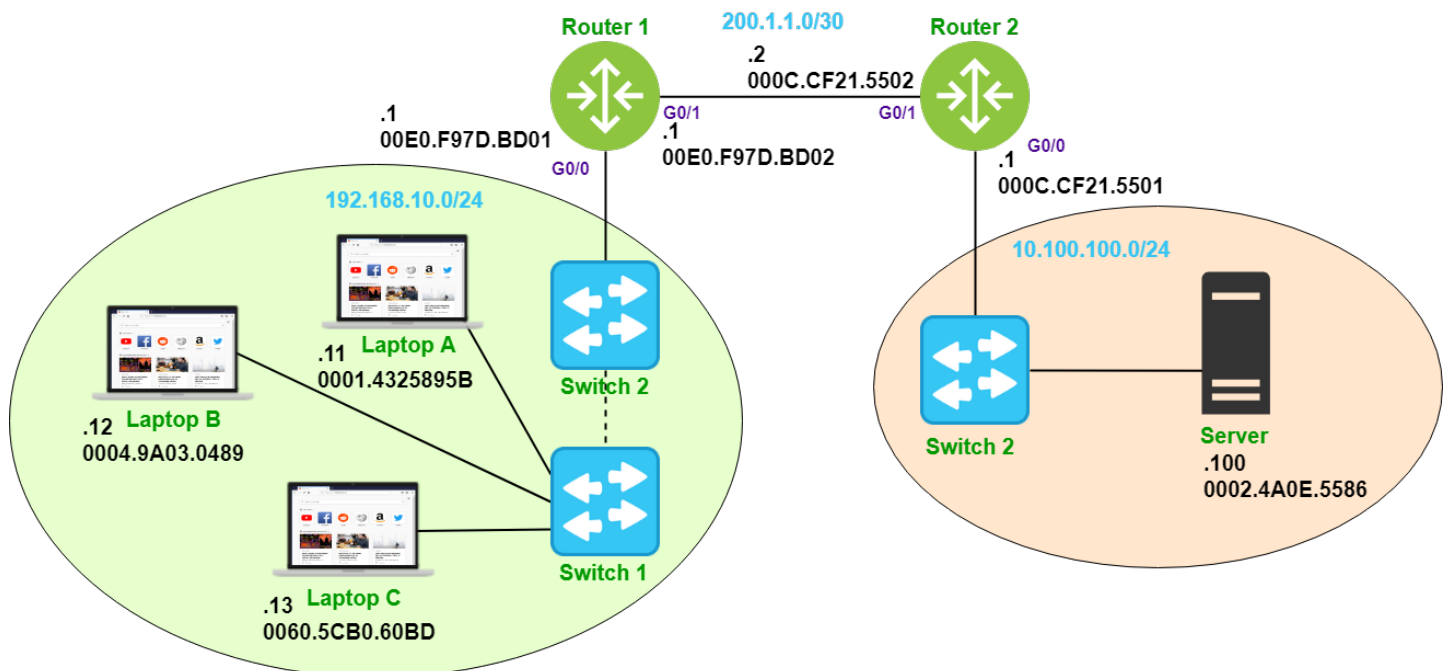 Router 1
200.1.1.0/30
Router 2
.2
000C.CF21.5502
G0/1
G0/1
.1
00E0.F97D.BD01
.1
00E0.F97D.BD02
G0/0
G0/0
.1
000C.CF21.5501
192.168.10.0/24
10.100.100.0/24
.11
Laptop A
0001.4325895B
Switch 2
.12
Laptop B
0004.9A03.0489
Switch 2
Server
.100
0002.4A0E.5586
Switch 1
.13
Laptop C
0060.5CB0.60BD